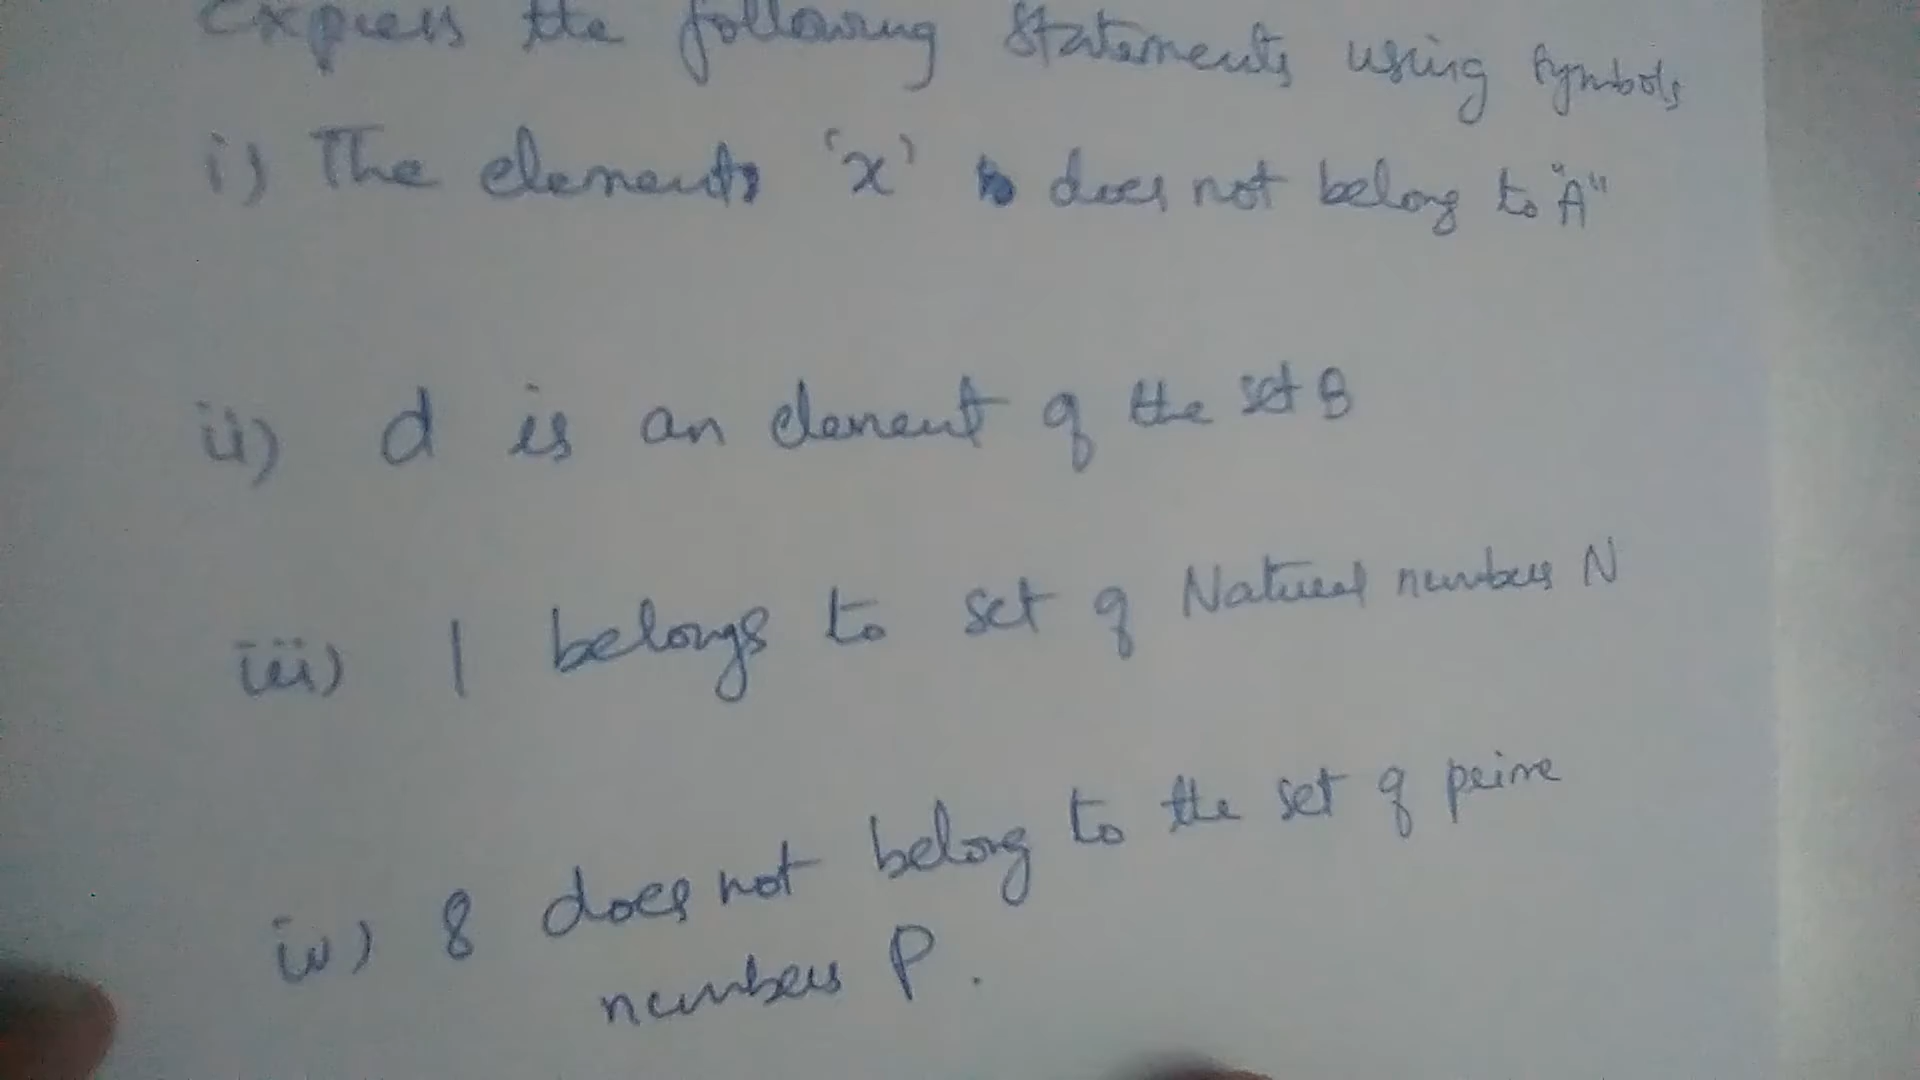 Express the following statements using symbols
i) The elements 'x' does not belong to "A"
ii) d is an element of the set B
iii) 1 belongs to set of Natural numbers N
iv) 8 does not belong to the set of prime
numbers P.